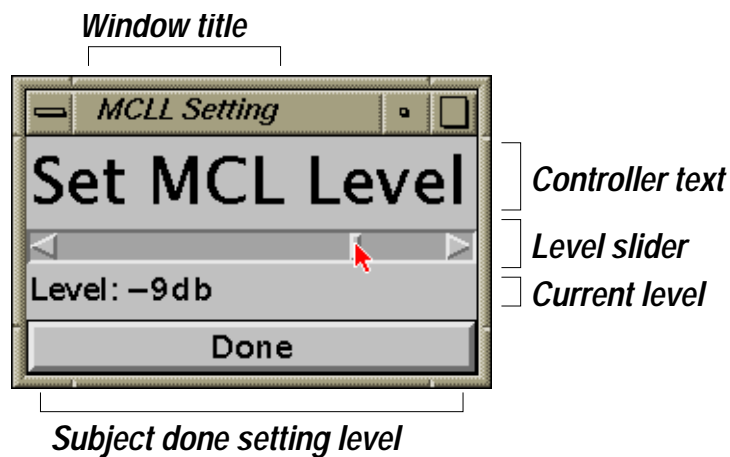 Window title
MCLL Setting
Set MCL Level
Controller text
Level slider
Level: –9db
Current level
Done
Subject done setting level